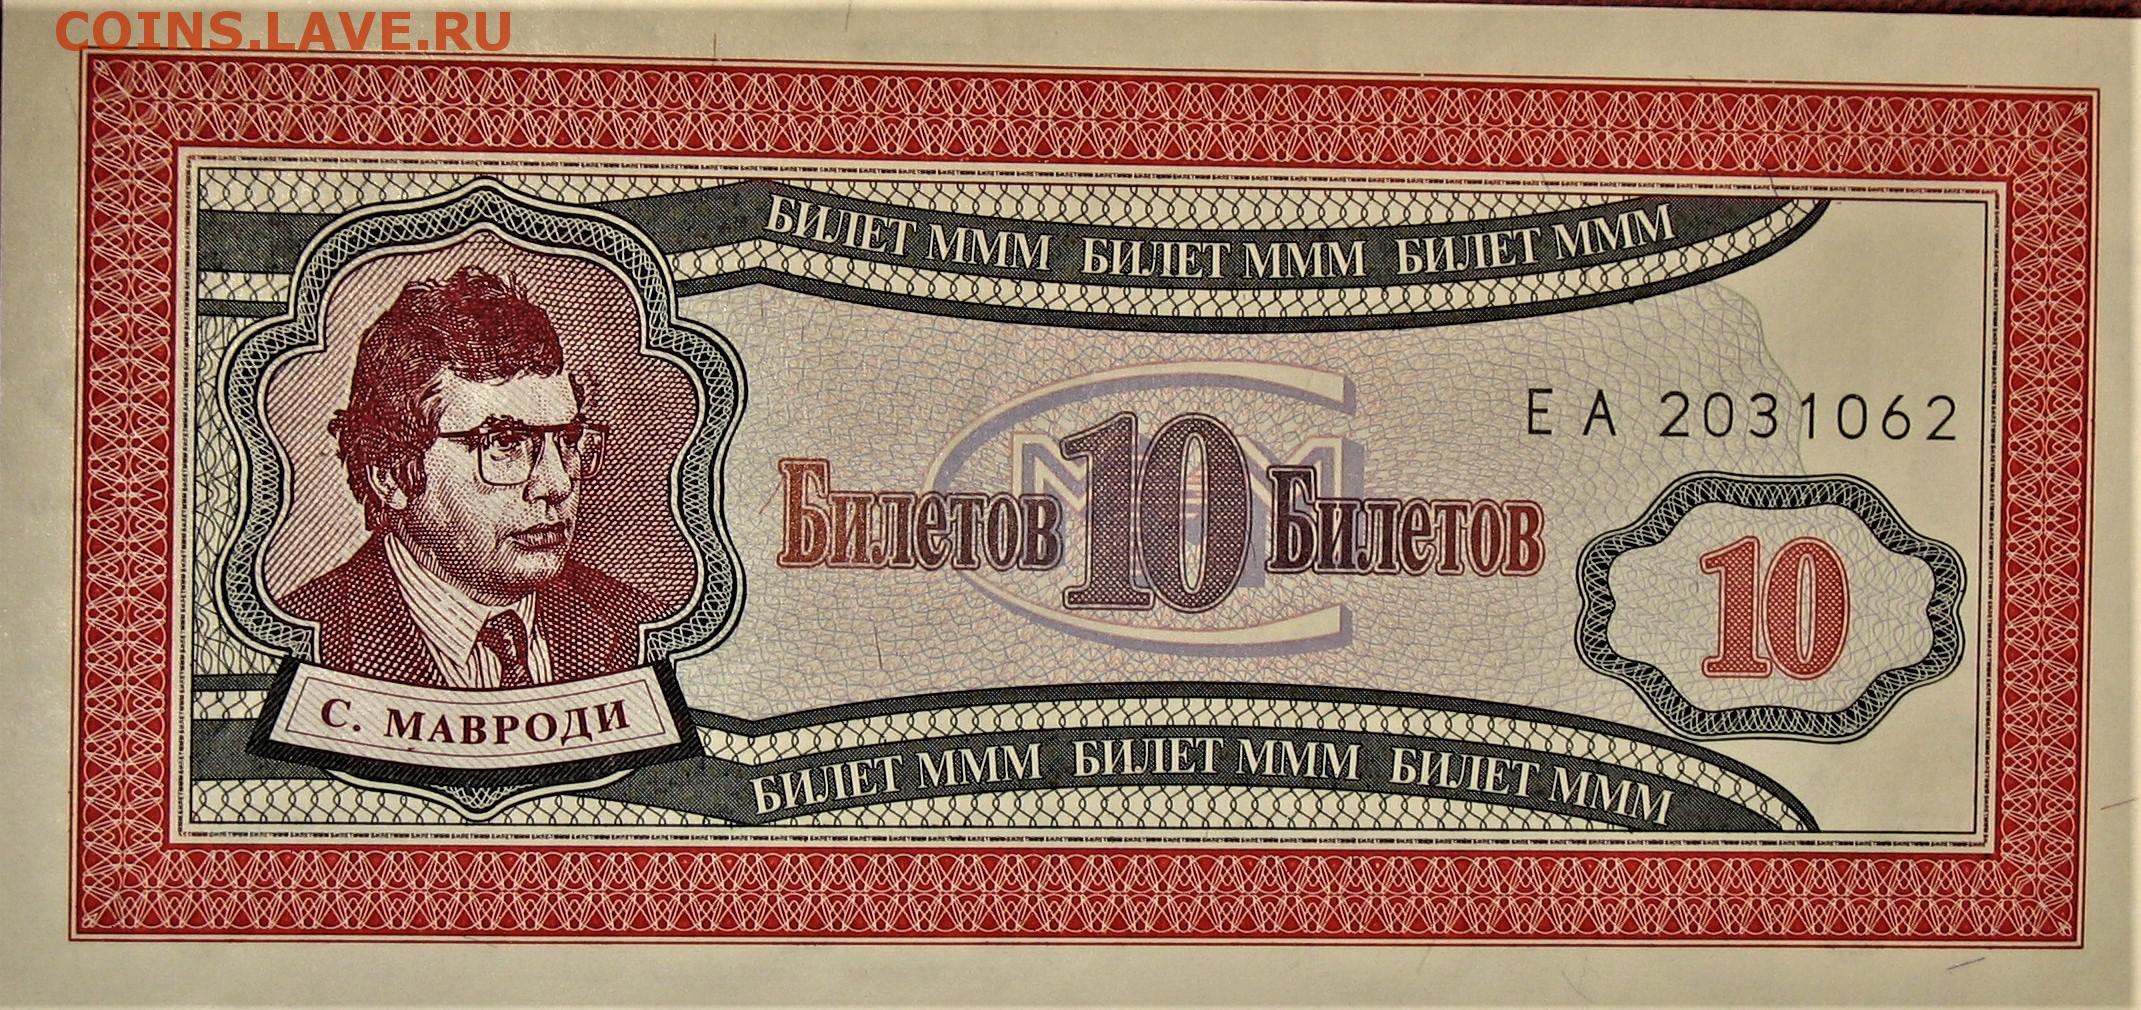 COINS.LAVE.RU
БИЛЕТ МММ БИЛЕТ МММ БИЛЕТ МММ
ЕА 2031062
Билетов 10 Билетов
МММ
10
С. МАВРОДИ
БИЛЕТ МММ БИЛЕТ МММ БИЛЕТ МММ